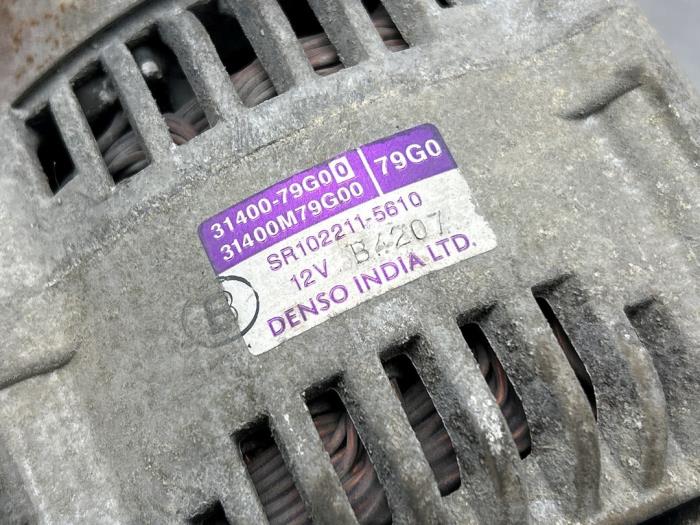 31400-79G00 79G0
31400M79G00
SR102211-5610
12V B4207
DENSO INDIA LTD.
B